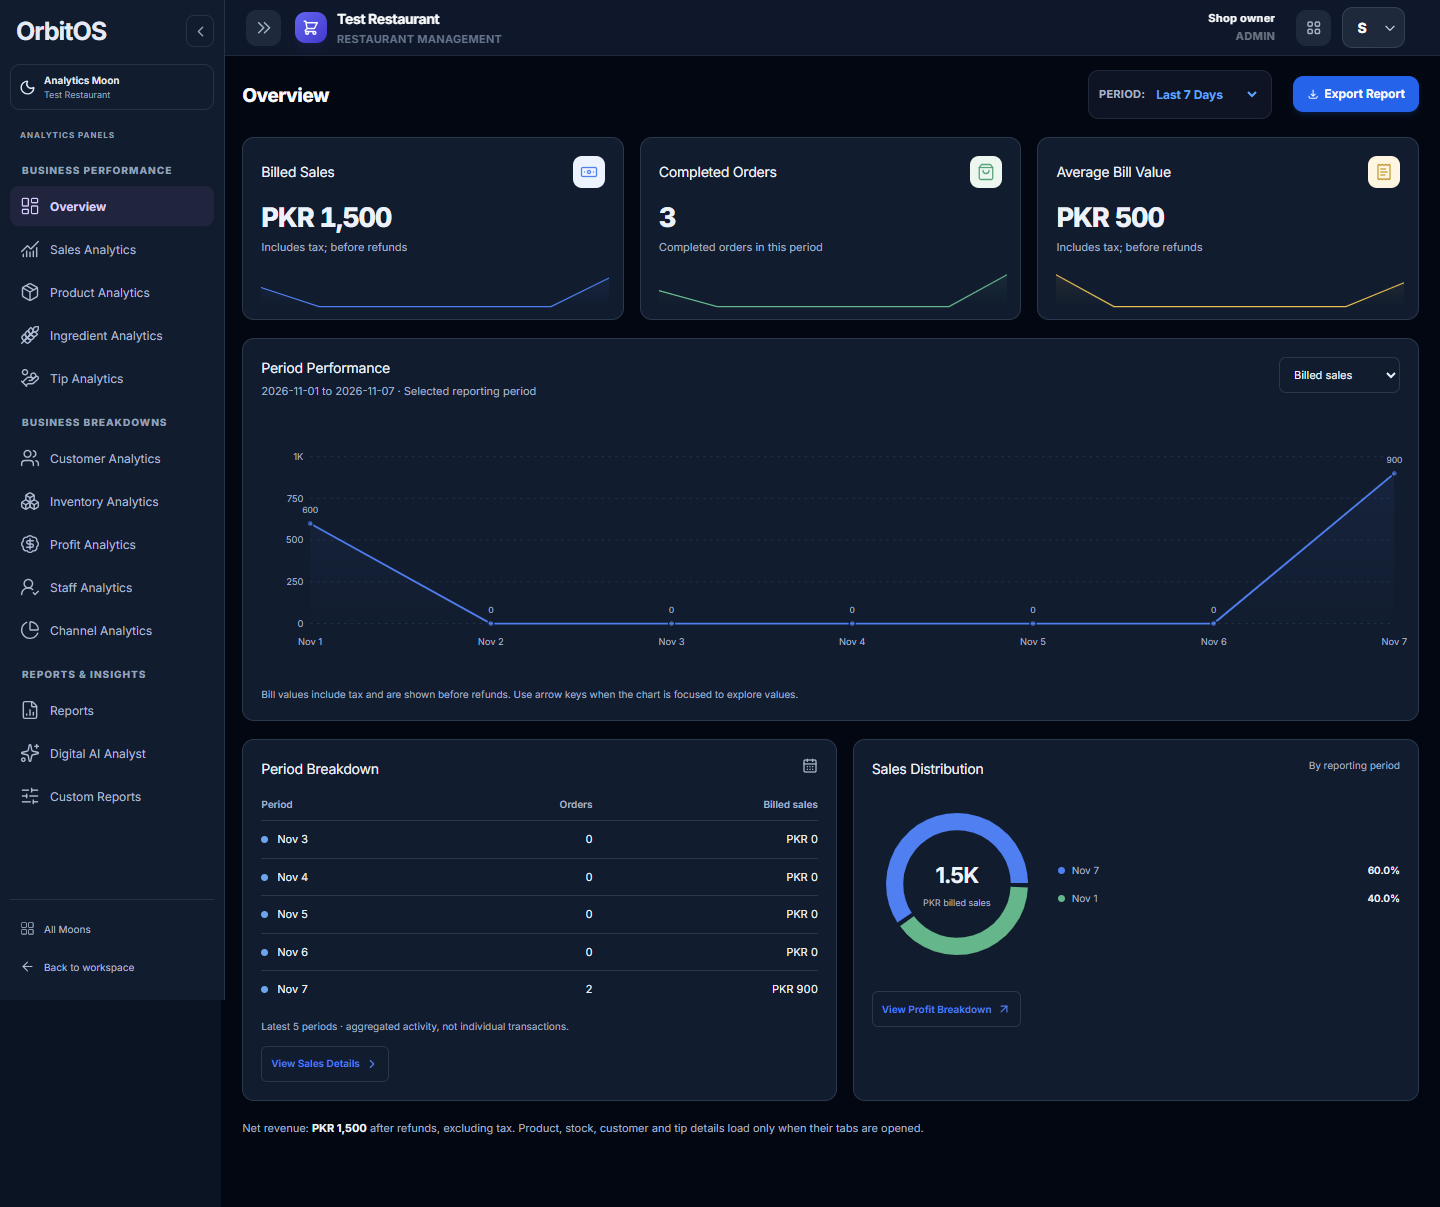 OrbitOS
Analytics Moon
Test Restaurant
ANALYTICS PANELS
BUSINESS PERFORMANCE
Overview
Sales Analytics
Product Analytics
Ingredient Analytics
Tip Analytics
BUSINESS BREAKDOWNS
Customer Analytics
Inventory Analytics
Profit Analytics
Staff Analytics
Channel Analytics
REPORTS & INSIGHTS
Reports
Digital AI Analyst
Custom Reports
All Moons
Back to workspace
Test Restaurant
RESTAURANT MANAGEMENT
Shop owner
ADMIN
S
Overview
PERIOD: Last 7 Days
Export Report
Billed Sales
PKR 1,500
Includes tax; before refunds
Completed Orders
3
Completed orders in this period
Average Bill Value
PKR 500
Includes tax; before refunds
Period Performance
2026-11-01 to 2026-11-07 · Selected reporting period
Billed sales
1K
750
500
250
0
600
0
0
0
0
0
900
Nov 1
Nov 2
Nov 3
Nov 4
Nov 5
Nov 6
Nov 7
Bill values include tax and are shown before refunds. Use arrow keys when the chart is focused to explore values.
Period Breakdown
Period Orders Billed sales
Nov 3 0 PKR 0
Nov 4 0 PKR 0
Nov 5 0 PKR 0
Nov 6 0 PKR 0
Nov 7 2 PKR 900
Latest 5 periods · aggregated activity, not individual transactions.
View Sales Details
Sales Distribution
By reporting period
1.5K
PKR billed sales
Nov 7 60.0%
Nov 1 40.0%
View Profit Breakdown
Net revenue: PKR 1,500 after refunds, excluding tax. Product, stock, customer and tip details load only when their tabs are opened.